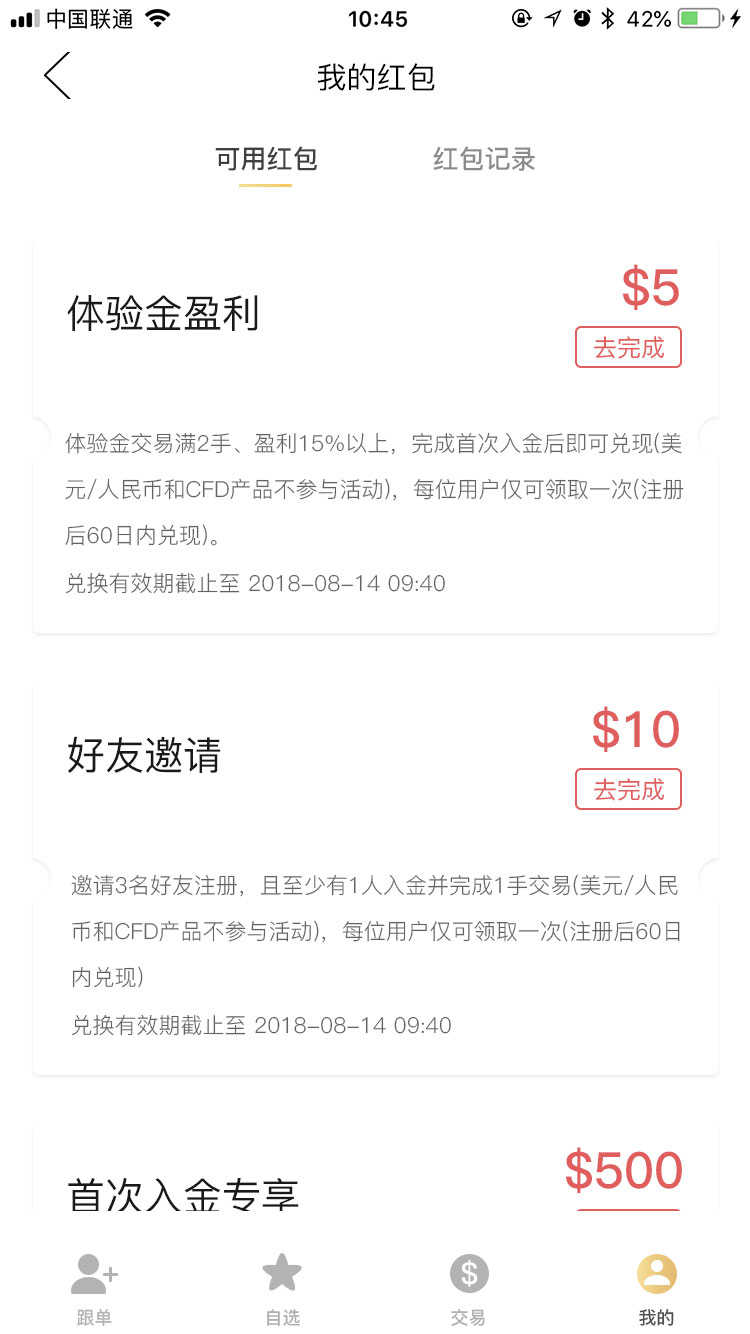 中国联通 10:45 42%
我的红包
可用红包 红包记录
体验金盈利
$5
去完成
体验金交易满2手、盈利15%以上，完成首次入金后即可兑现(美
元/人民币和CFD产品不参与活动)，每位用户仅可领取一次(注册
后60日内兑现)。
兑换有效期截止至 2018-08-14 09:40
好友邀请
$10
去完成
邀请3名好友注册，且至少有1人入金并完成1手交易(美元/人民
币和CFD产品不参与活动)，每位用户仅可领取一次(注册后60日
内兑现)
兑换有效期截止至 2018-08-14 09:40
首次入金专享
$500
跟单 自选 交易 我的